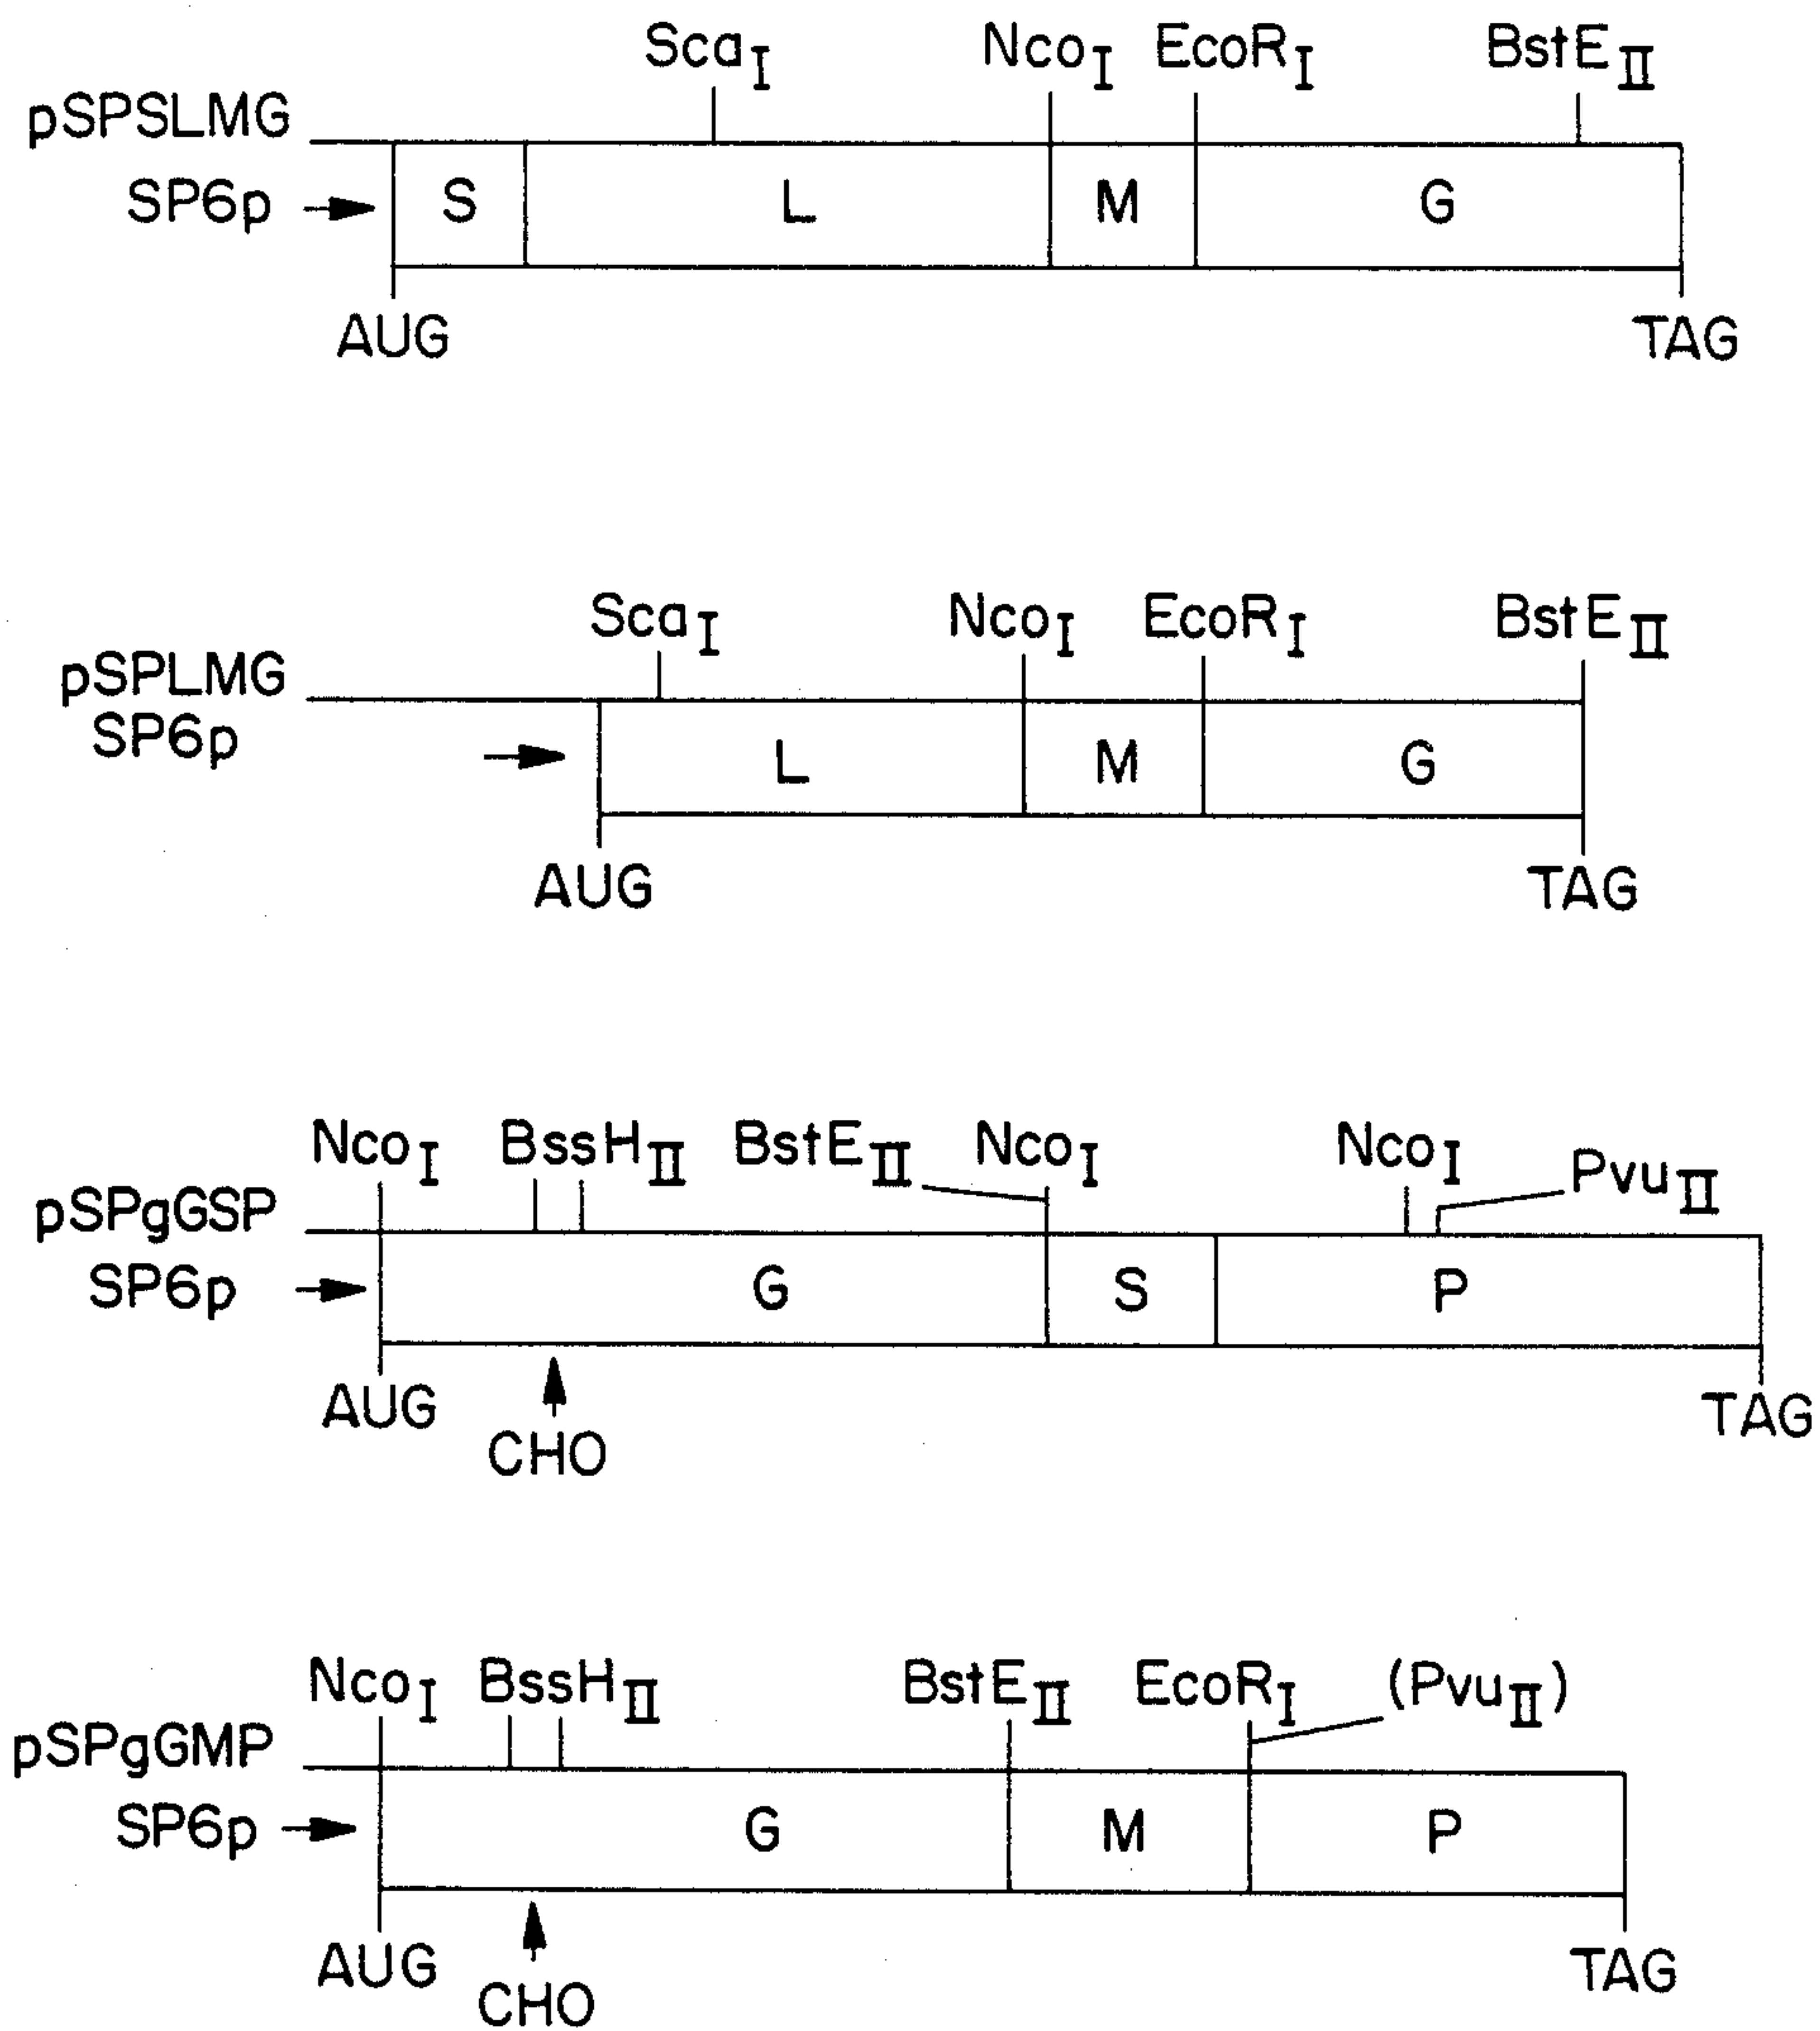 ScaI NcoI EcoRI BstEII
pSPSLMG
SP6p S L M G
AUG TAG
ScaI NcoI EcoRI BstEII
pSPLMG
SP6p
L M G
AUG TAG
NcoI BssHII BstEII NcoI NcoI PvuII
pSPgGSP
SP6p G S P
AUG TAG
CHO
NcoI BssHII BstEII EcoRI (PvuII)
pSPgGMP
SP6p G M P
AUG TAG
CHO